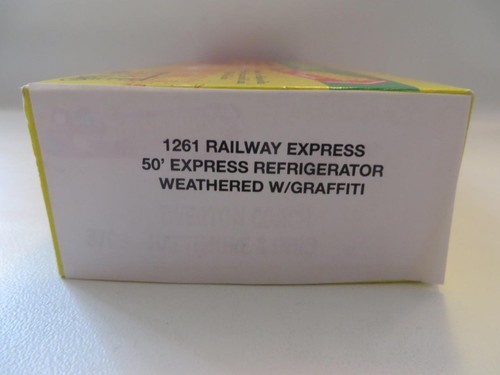 1261 RAILWAY EXPRESS
50' EXPRESS REFRIGERATOR
WEATHERED W/GRAFFITI